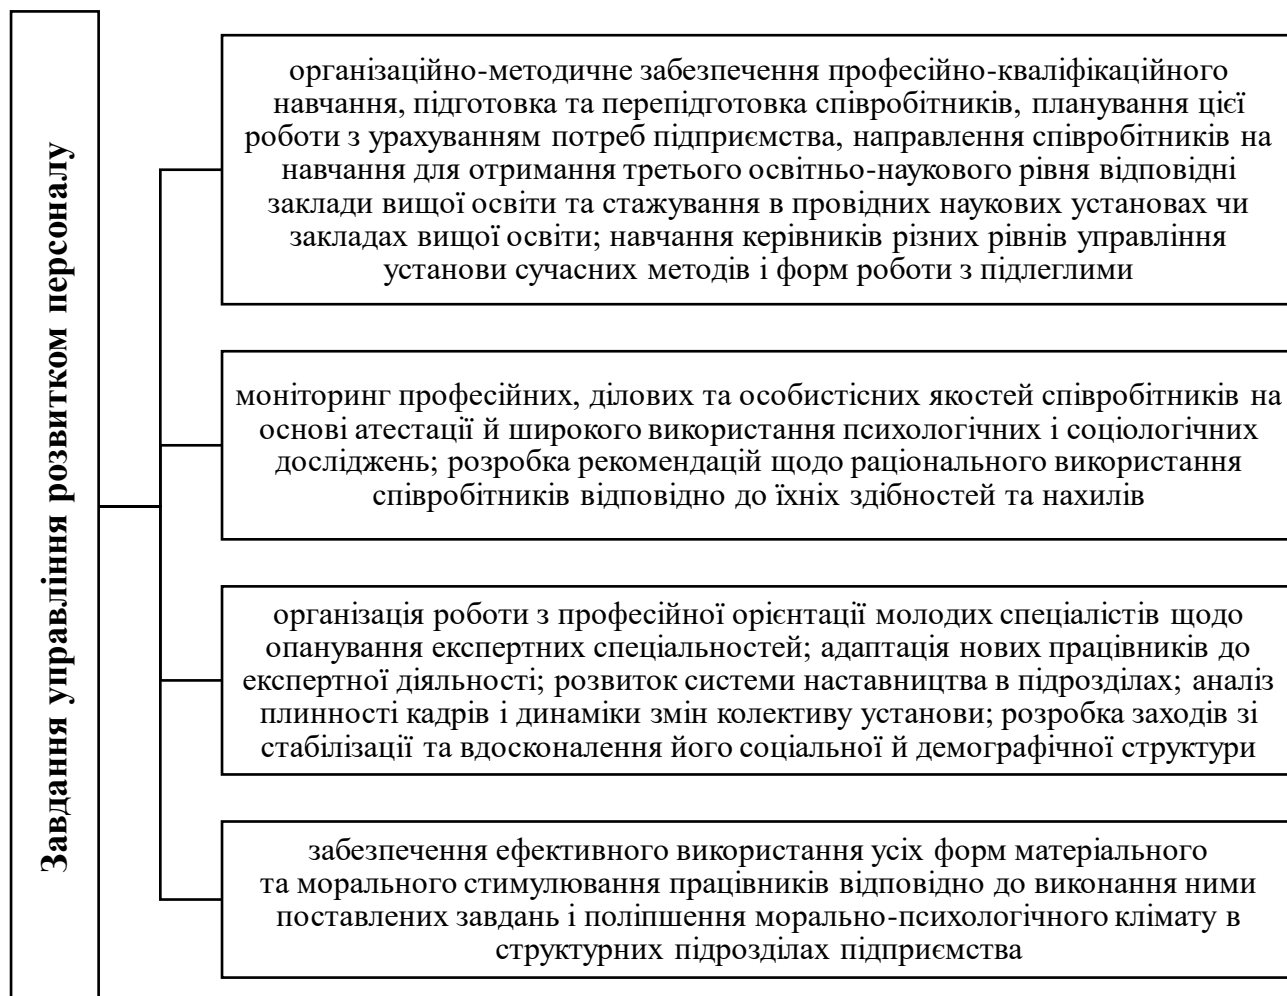 Завдання управління розвитком персоналу
організаційно-методичне забезпечення професійно-кваліфікаційного
навчання, підготовка та перепідготовка співробітників, планування цієї
роботи з урахуванням потреб підприємства, направлення співробітників на
навчання для отримання третього освітньо-наукового рівня відповідні
заклади вищої освіти та стажування в провідних наукових установах чи
закладах вищої освіти; навчання керівників різних рівнів управління
установи сучасних методів і форм роботи з підлеглими
моніторинг професійних, ділових та особистісних якостей співробітників на
основі атестації й широкого використання психологічних і соціологічних
досліджень; розробка рекомендацій щодо раціонального використання
співробітників відповідно до їхніх здібностей та нахилів
організація роботи з професійної орієнтації молодих спеціалістів щодо
опанування експертних спеціальностей; адаптація нових працівників до
експертної діяльності; розвиток системи наставництва в підрозділах; аналіз
плинності кадрів і динаміки змін колективу установи; розробка заходів зі
стабілізації та вдосконалення його соціальної й демографічної структури
забезпечення ефективного використання усіх форм матеріального
та морального стимулювання працівників відповідно до виконання ними
поставлених завдань і поліпшення морально-психологічного клімату в
структурних підрозділах підприємства